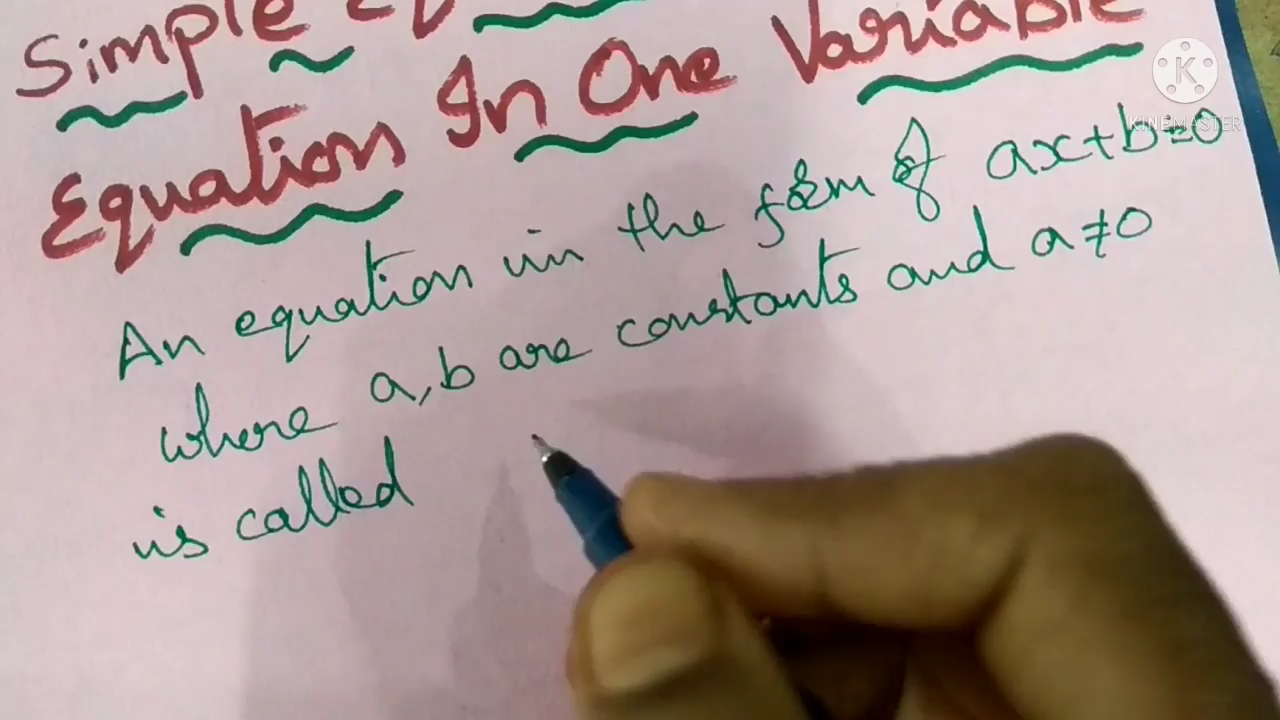 Simple
Equation In One Variable
An equation in the form of ax+b=0
where a, b are constants and a≠0
is called
K
KINEMASTER